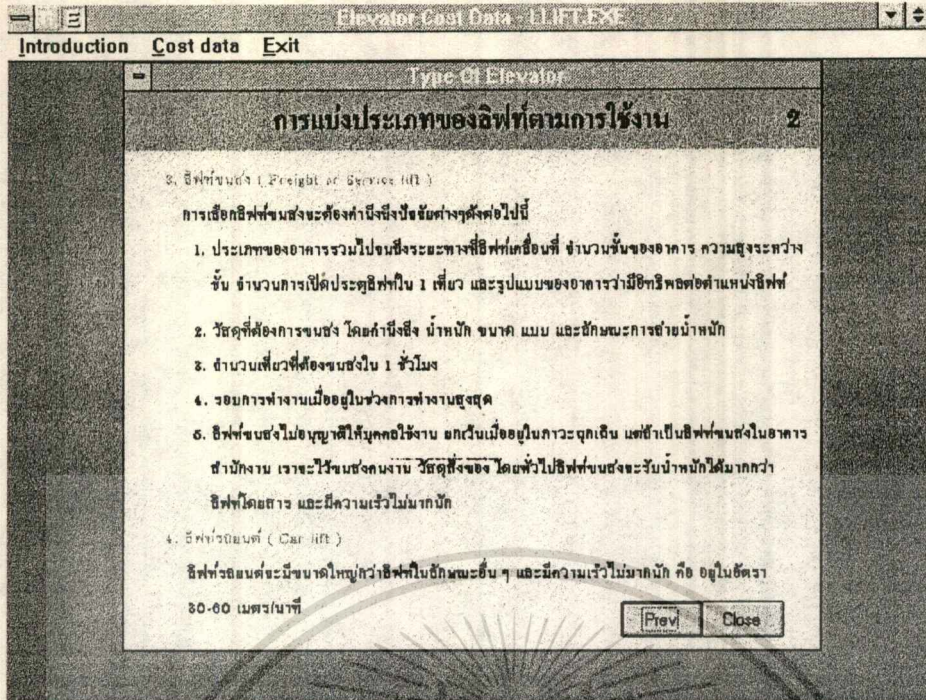 Elevator Cost Data - LLIFT.EXE
Introduction Cost data Exit
Type Of Elevator
การแบ่งประเภทของลิฟท์ตามการใช้งาน 2
3. ลิฟท์ขนส่ง ( Freight or Service lift )
การเลือกลิฟท์ขนส่งจะต้องคำนึงถึงปัจจัยต่างๆดังต่อไปนี้
1. ประเภทของอาคารรวมไปจนถึงระยะทางที่ลิฟท์เคลื่อนที่ จำนวนชั้นของอาคาร ความสูงระหว่าง
ชั้น จำนวนการเปิดประตูลิฟท์ใน 1 เที่ยว และรูปแบบของอาคารว่ามีอิทธิพลต่อตำแหน่งลิฟท์
2. วัสดุที่ต้องการขนส่ง โดยคำนึงถึง น้ำหนัก ขนาด แบบ และลักษณะการถ่ายน้ำหนัก
3. จำนวนเที่ยวที่ต้องขนส่งใน 1 ชั่วโมง
4. รอบการทำงานเมื่ออยู่ในช่วงการทำงานสูงสุด
5. ลิฟท์ขนส่งไม่อนุญาติให้บุคคลใช้งาน ยกเว้นเมื่ออยู่ในภาวะฉุกเฉิน แต่ถ้าเป็นลิฟท์ขนส่งในอาคาร
สำนักงาน เราจะไว้ขนส่งคนงาน วัสดุสิ่งของ โดยทั่วไปลิฟท์ขนส่งจะรับน้ำหนักได้มากกว่า
ลิฟท์โดยสาร และมีความเร็วไม่มากนัก
4. ลิฟท์รถยนต์ ( Car lift )
ลิฟท์รถยนต์จะมีขนาดใหญ่กว่าลิฟท์ในลักษณะอื่น ๆ และมีความเร็วไม่มากนัก คือ อยู่ในอัตรา
30-60 เมตร/นาที
Prev Close